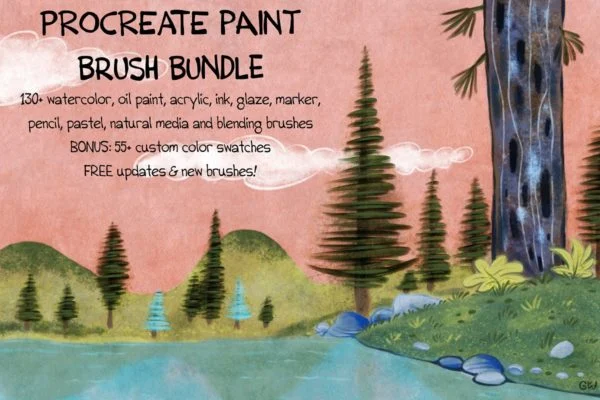 PROCREATE PAINT
BRUSH BUNDLE
130+ watercolor, oil paint, acrylic, ink, glaze, marker,
pencil, pastel, natural media and blending brushes
BONUS: 55+ custom color swatches
FREE updates & new brushes!